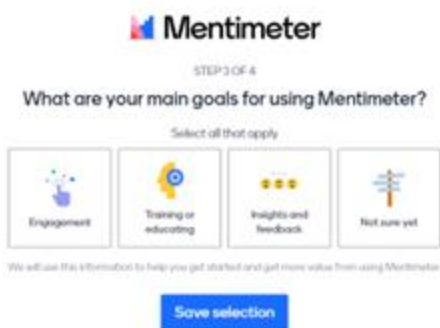 Mentimeter
STEP 3 OF 4
What are your main goals for using Mentimeter?
Select all that apply
Engagement
Training or
educating
Insights and
feedback
Not sure yet
We will use this information to help you get started and get more value from using Mentimeter
Save selection